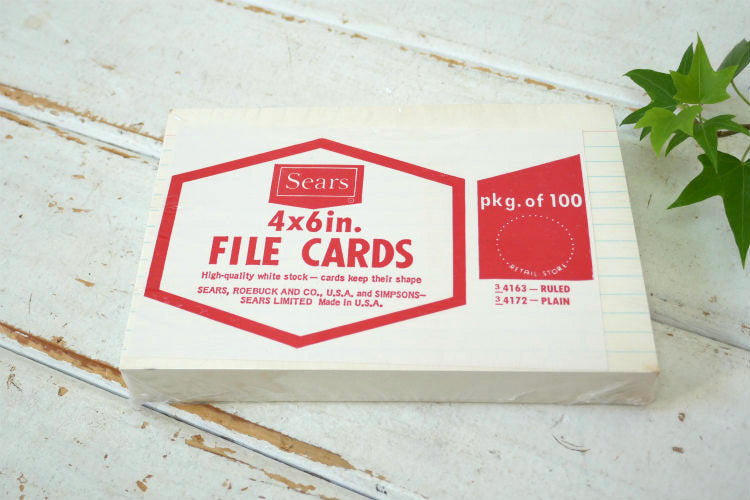 Sears
4x6in.
FILE CARDS
High-quality white stock — cards keep their shape
SEARS, ROEBUCK AND CO., U.S.A. and SIMPSONS—
SEARS LIMITED Made in U.S.A.
pkg. of 100
RETAIL STORE
3 4163 — RULED
3 4172 — PLAIN